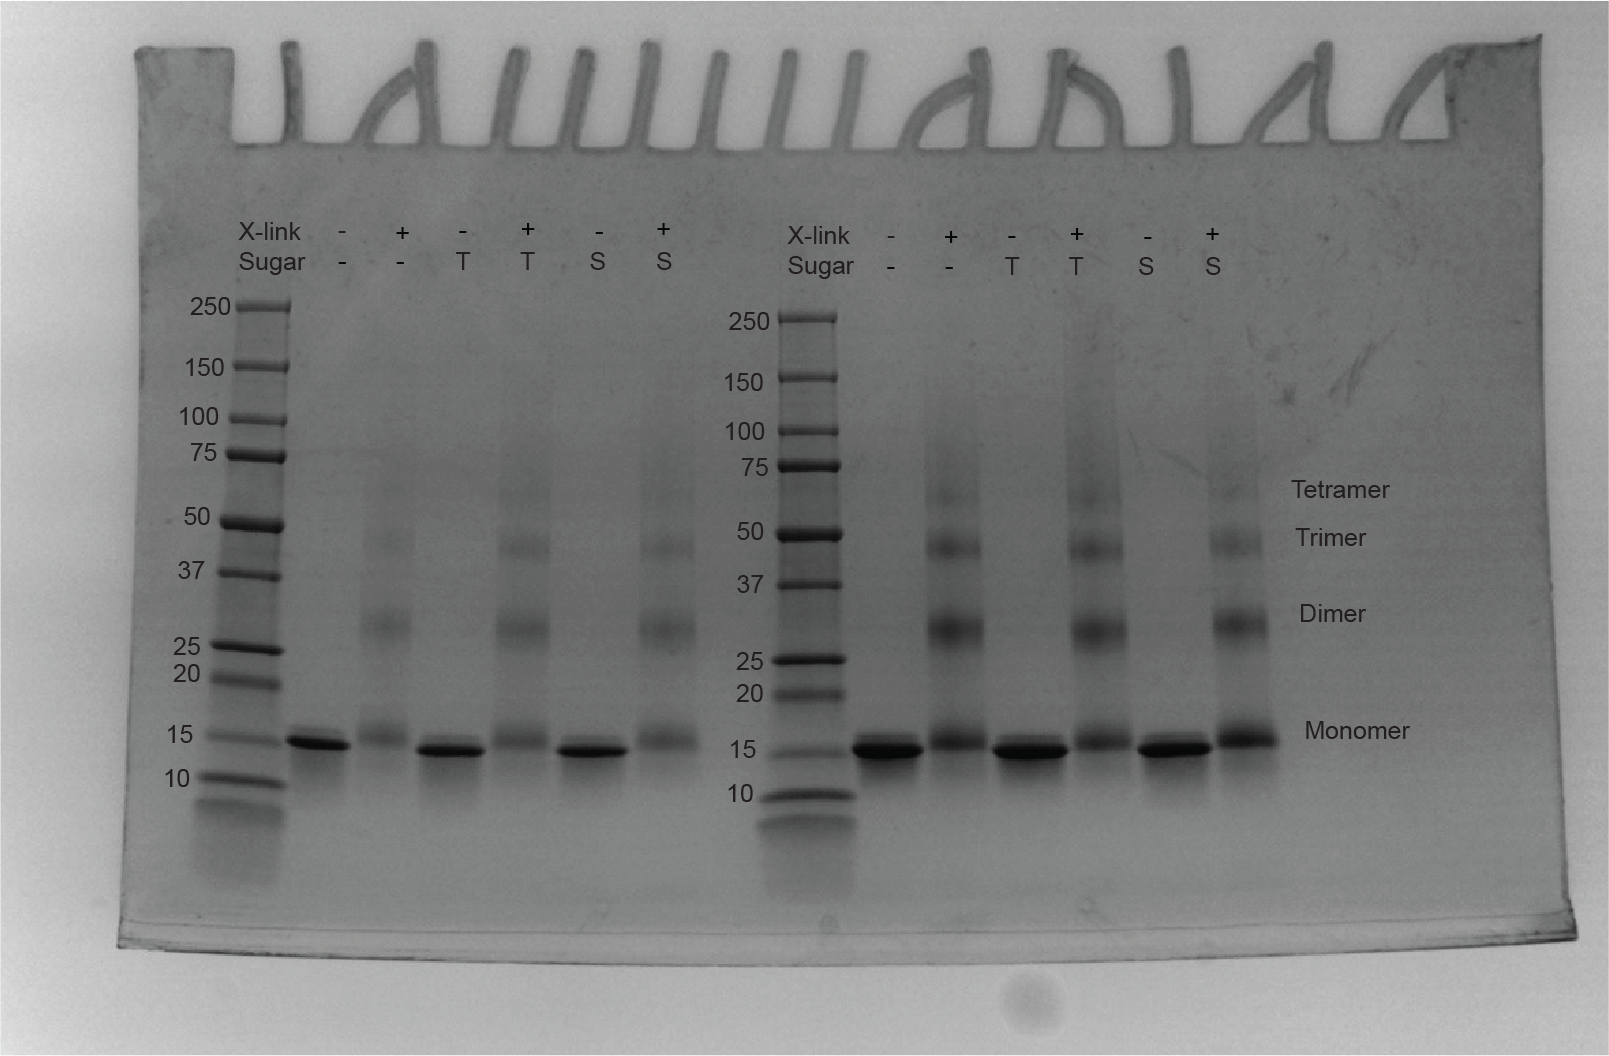 X-link - + - + - +
Sugar - - T T S S
250
150
100
75
50
37
25
20
15
10
X-link - + - + - +
Sugar - - T T S S
250
150
100
75
50
37
25
20
15
10
Tetramer
Trimer
Dimer
Monomer